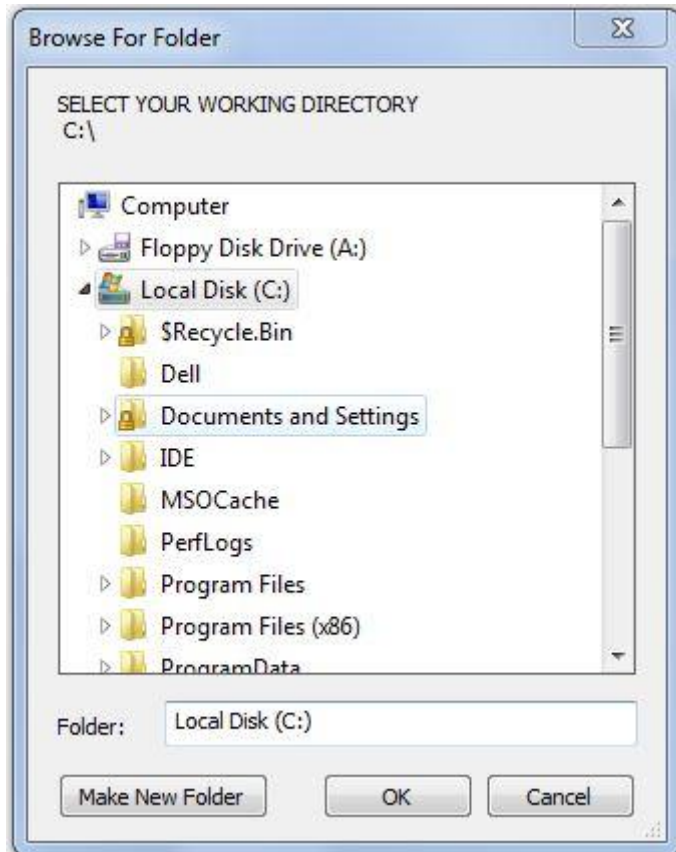 Browse For Folder
SELECT YOUR WORKING DIRECTORY
C:\
Computer
Floppy Disk Drive (A:)
Local Disk (C:)
$Recycle.Bin
Dell
Documents and Settings
IDE
MSOCache
PerfLogs
Program Files
Program Files (x86)
ProgramData
Folder: Local Disk (C:)
Make New Folder OK Cancel